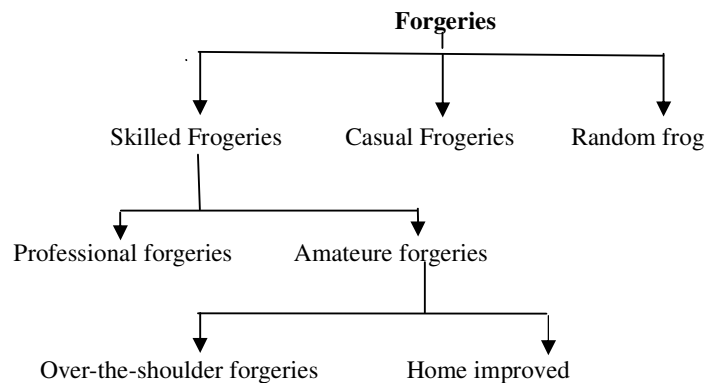 Forgeries
Skilled Frogeries Casual Frogeries Random frog
Professional forgeries Amateure forgeries
Over-the-shoulder forgeries Home improved